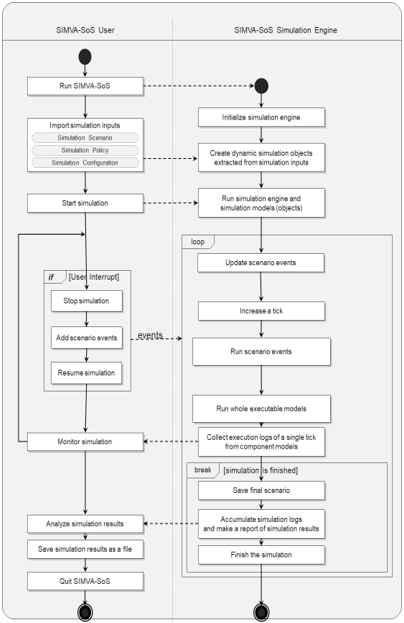 SIMVA-SoS User
SIMVA-SoS Simulation Engine
Run SIMVA-SoS
Import simulation inputs
Simulation Scenario
Simulation Policy
Simulation Configuration
Start simulation
if
[User Interrupt]
Stop simulation
Add scenario events
Resume simulation
events
Monitor simulation
Analyze simulation results
Save simulation results as a file
Quit SIMVA-SoS
Initialize simulation engine
Create dynamic simulation objects
extracted from simulation inputs
Run simulation engine and
simulation models (objects)
loop
Update scenario events
Increase a tick
Run scenario events
Run whole executable models
Collect execution logs of a single tick
from component models
break
[simulation is finished]
Save final scenario
Accumulate simulation logs
and make a report of simulation results
Finish the simulation